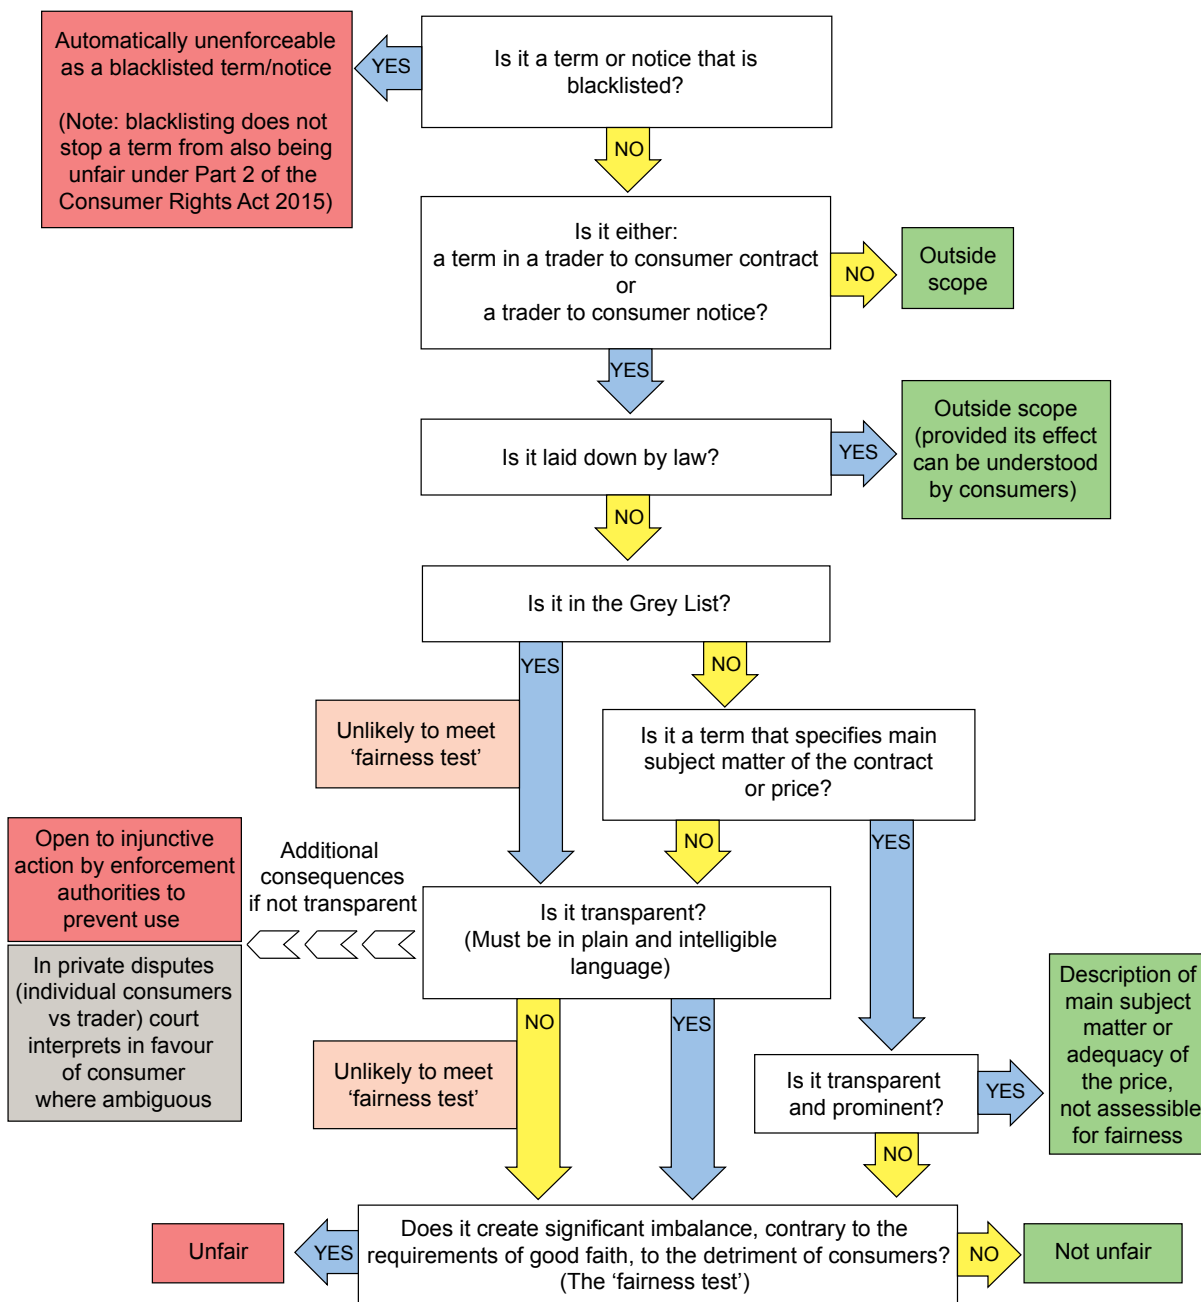 Automatically unenforceable
as a blacklisted term/notice
(Note: blacklisting does not
stop a term from also being
unfair under Part 2 of the
Consumer Rights Act 2015)
YES
Is it a term or notice that is
blacklisted?
NO
Is it either:
a term in a trader to consumer contract
or
a trader to consumer notice?
NO
Outside
scope
YES
Is it laid down by law?
YES
Outside scope
(provided its effect
can be understood
by consumers)
NO
Is it in the Grey List?
YES
NO
Unlikely to meet
‘fairness test’
Is it a term that specifies main
subject matter of the contract
or price?
NO
YES
Open to injunctive
action by enforcement
authorities to
prevent use
Additional
consequences
if not transparent
Is it transparent?
(Must be in plain and intelligible
language)
In private disputes
(individual consumers
vs trader) court
interprets in favour
of consumer
where ambiguous
NO
YES
Unlikely to meet
‘fairness test’
Is it transparent
and prominent?
YES
Description of
main subject
matter or
adequacy of
the price,
not assessible
for fairness
NO
Unfair
YES
Does it create significant imbalance, contrary to the
requirements of good faith, to the detriment of consumers?
(The ‘fairness test’)
NO
Not unfair